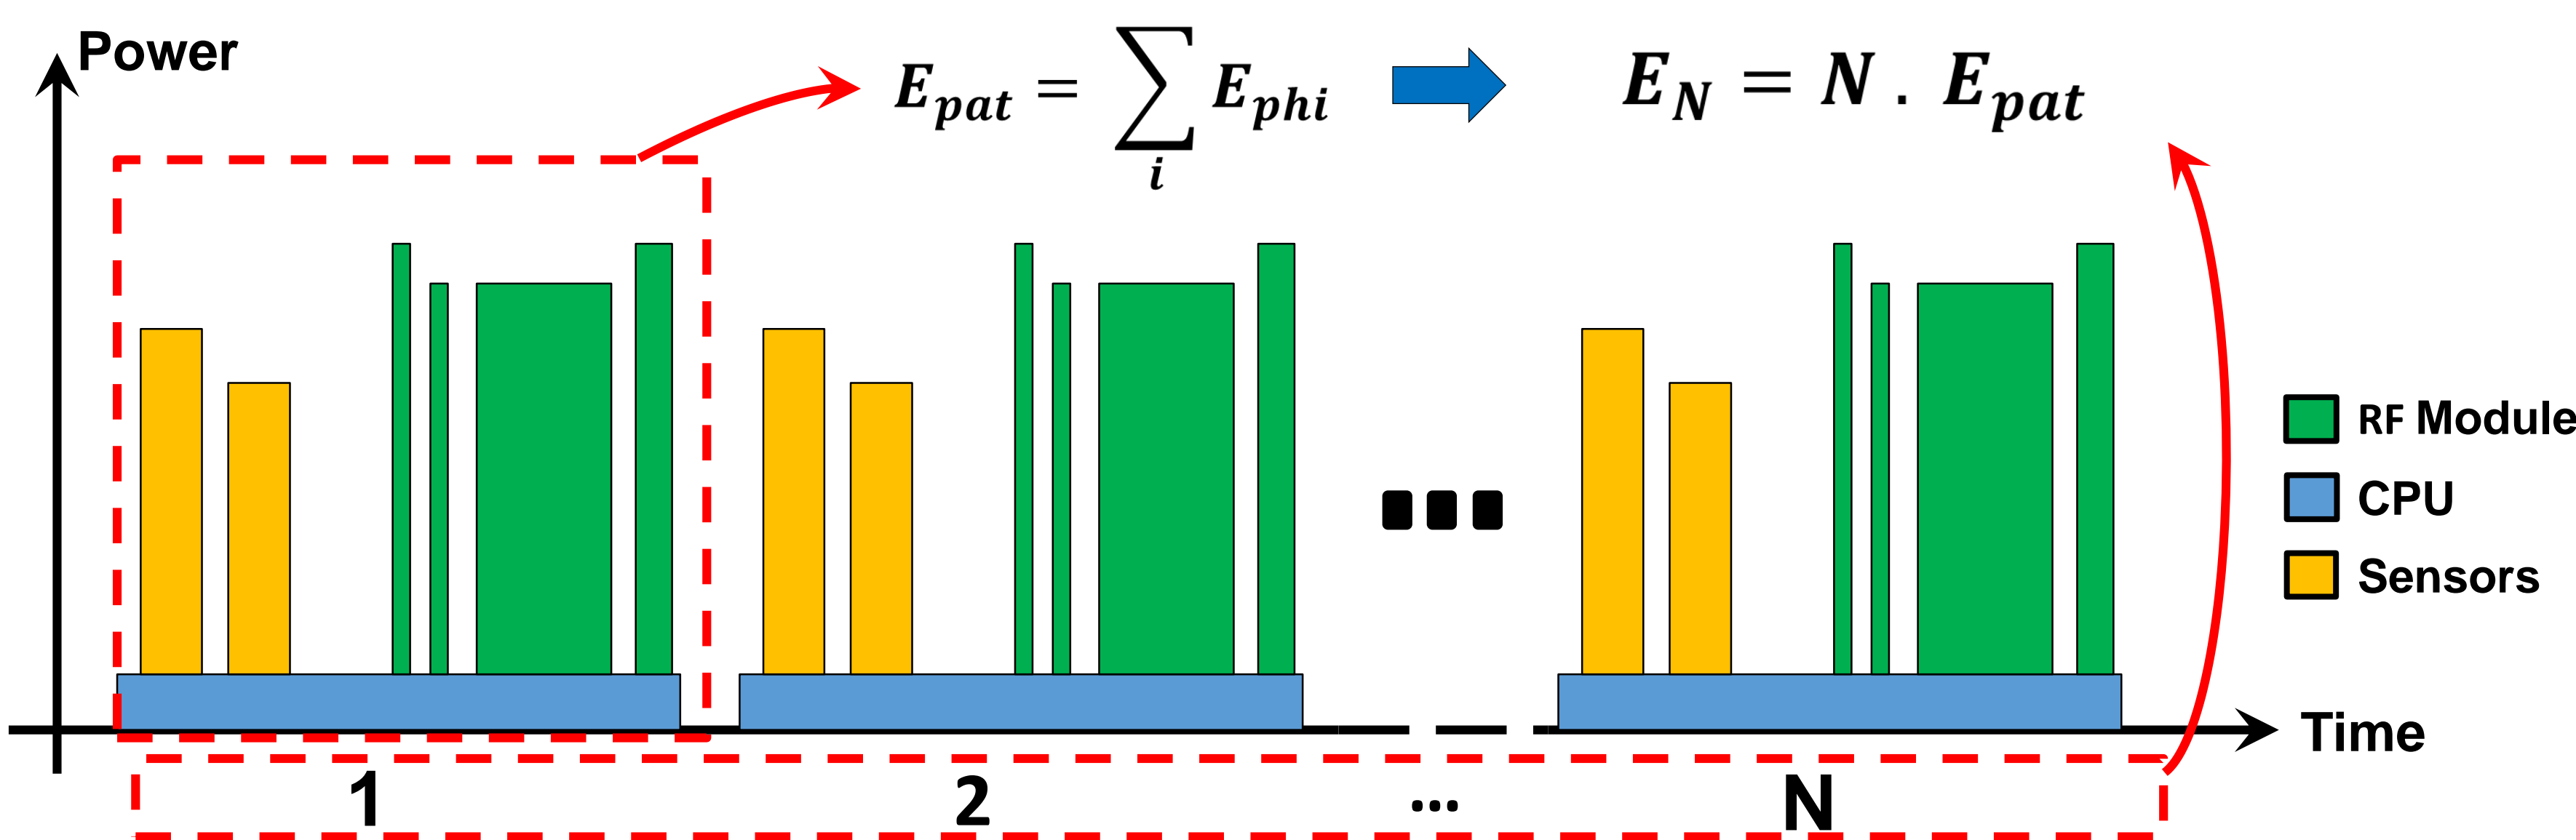 Power
E_pat = ∑_i E_phi
E_N = N . E_pat
RF Module
CPU
Sensors
Time
1 2 ... N